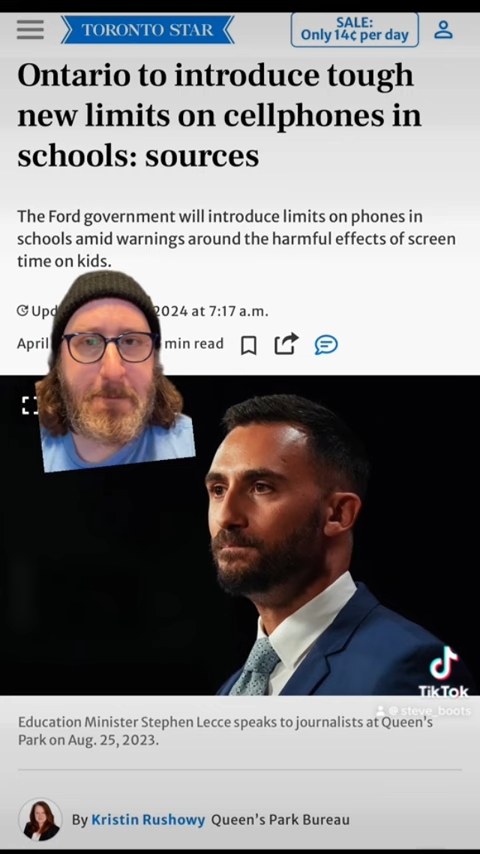 TORONTO STAR
SALE:
Only 14¢ per day
Ontario to introduce tough
new limits on cellphones in
schools: sources
The Ford government will introduce limits on phones in
schools amid warnings around the harmful effects of screen
time on kids.
Upd 2024 at 7:17 a.m.
April min read
TikTok
@steve_boots
Education Minister Stephen Lecce speaks to journalists at Queen's
Park on Aug. 25, 2023.
By Kristin Rushowy Queen's Park Bureau